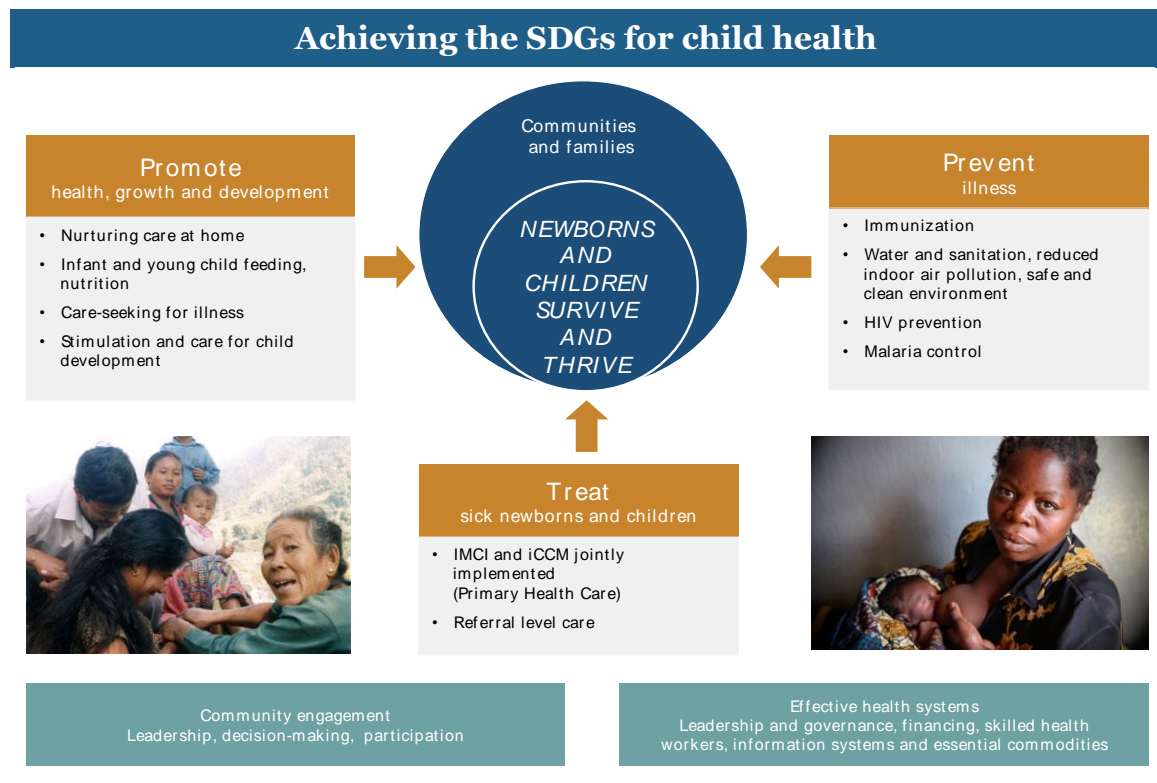 Achieving the SDGs for child health
Communities
and families
NEWBORNS
AND
CHILDREN
SURVIVE
AND
THRIVE
Promote
health, growth and development
• Nurturing care at home
• Infant and young child feeding,
nutrition
• Care-seeking for illness
• Stimulation and care for child
development
Prevent
illness
• Immunization
• Water and sanitation, reduced
indoor air pollution, safe and
clean environment
• HIV prevention
• Malaria control
Treat
sick newborns and children
• IMCI and iCCM jointly
implemented
(Primary Health Care)
• Referral level care
Community engagement
Leadership, decision-making, participation
Effective health systems
Leadership and governance, financing, skilled health
workers, information systems and essential commodities